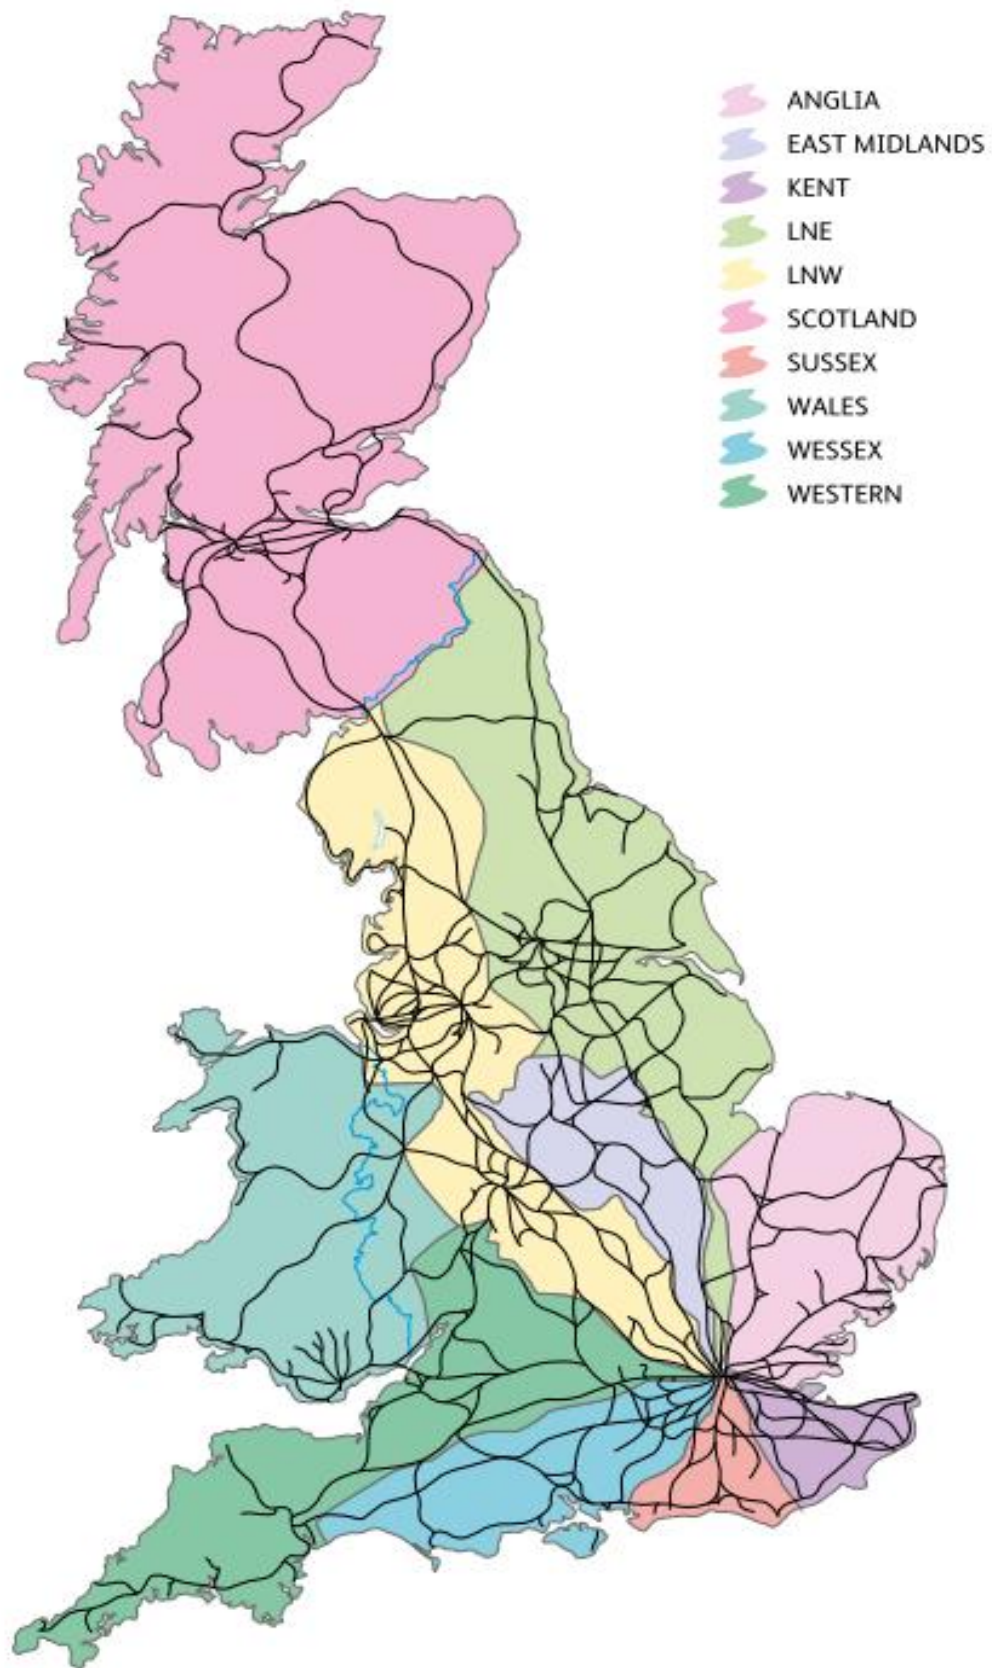 ANGLIA
EAST MIDLANDS
KENT
LNE
LNW
SCOTLAND
SUSSEX
WALES
WESSEX
WESTERN